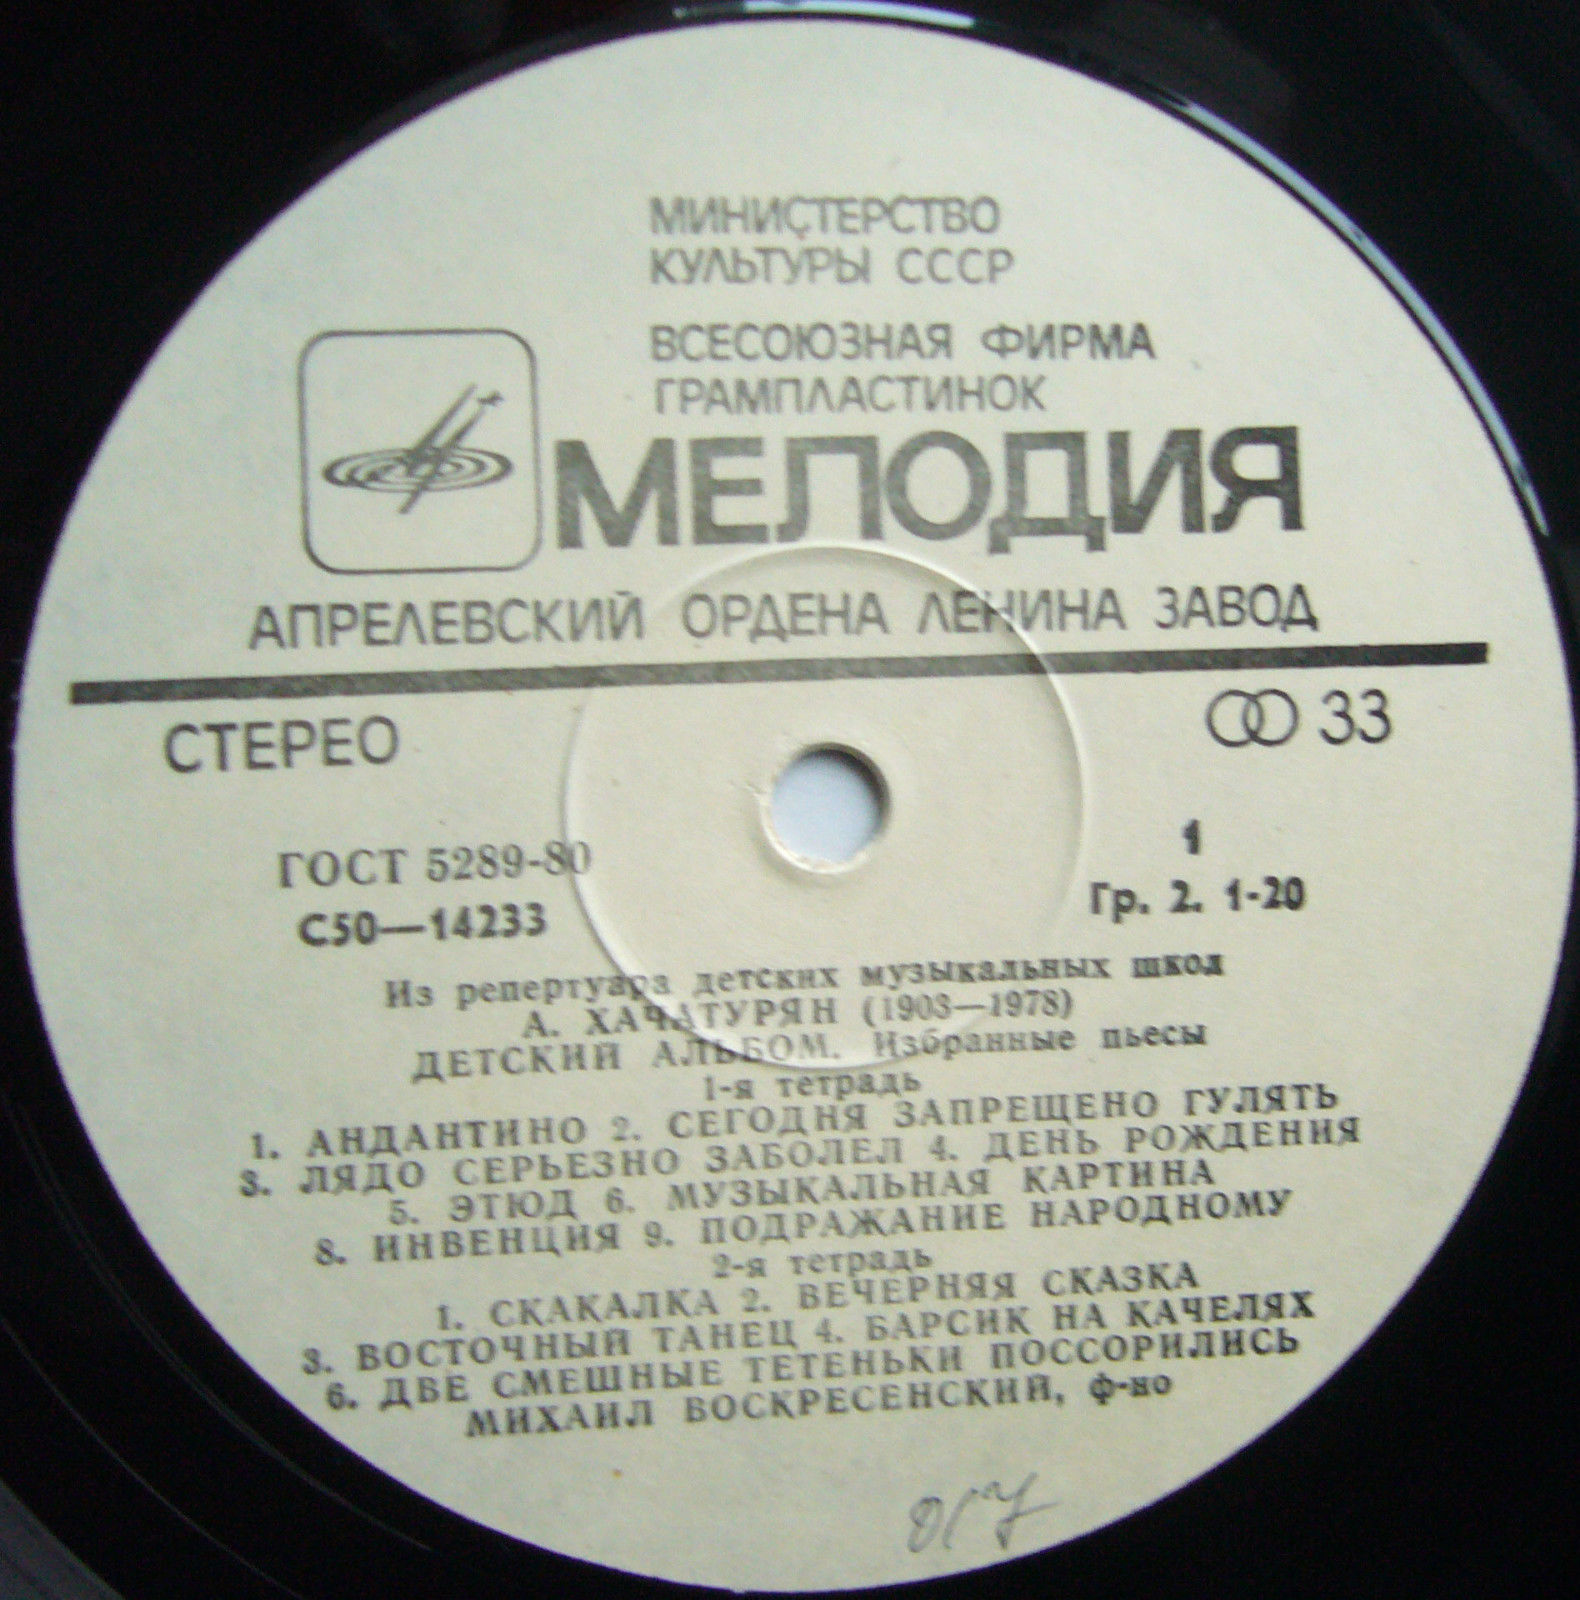 МИНИСТЕРСТВО
КУЛЬТУРЫ СССР
ВСЕСОЮЗНАЯ ФИРМА
ГРАМПЛАСТИНОК
МЕЛОДИЯ
АПРЕЛЕВСКИЙ ОРДЕНА ЛЕНИНА ЗАВОД
СТЕРЕО
33
ГОСТ 5289-80
С50—14233
1
Гр. 2. 1-20
Из репертуара детских музыкальных школ
А. ХАЧАТУРЯН (1903—1978)
ДЕТСКИЙ АЛЬБОМ. Избранные пьесы
1-я тетрадь
1. АНДАНТИНО 2. СЕГОДНЯ ЗАПРЕЩЕНО ГУЛЯТЬ
3. ЛЯДО СЕРЬЕЗНО ЗАБОЛЕЛ 4. ДЕНЬ РОЖДЕНИЯ
5. ЭТЮД 6. МУЗЫКАЛЬНАЯ КАРТИНА
8. ИНВЕНЦИЯ 9. ПОДРАЖАНИЕ НАРОДНОМУ
2-я тетрадь
1. СКАКАЛКА 2. ВЕЧЕРНЯЯ СКАЗКА
3. ВОСТОЧНЫЙ ТАНЕЦ 4. БАРСИК НА КАЧЕЛЯХ
6. ДВЕ СМЕШНЫЕ ТЕТЕНЬКИ ПОССОРИЛИСЬ
МИХАИЛ ВОСКРЕСЕНСКИЙ, ф-но